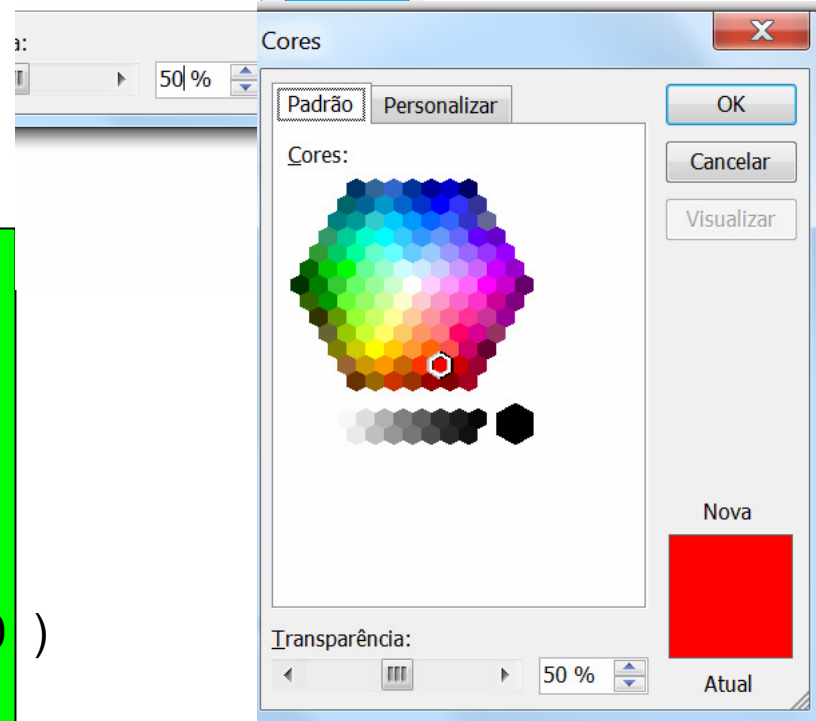 a:
50 %
Cores
Padrão
Personalizar
OK
Cores:
Cancelar
Visualizar
Nova
)
Transparência:
50 %
Atual